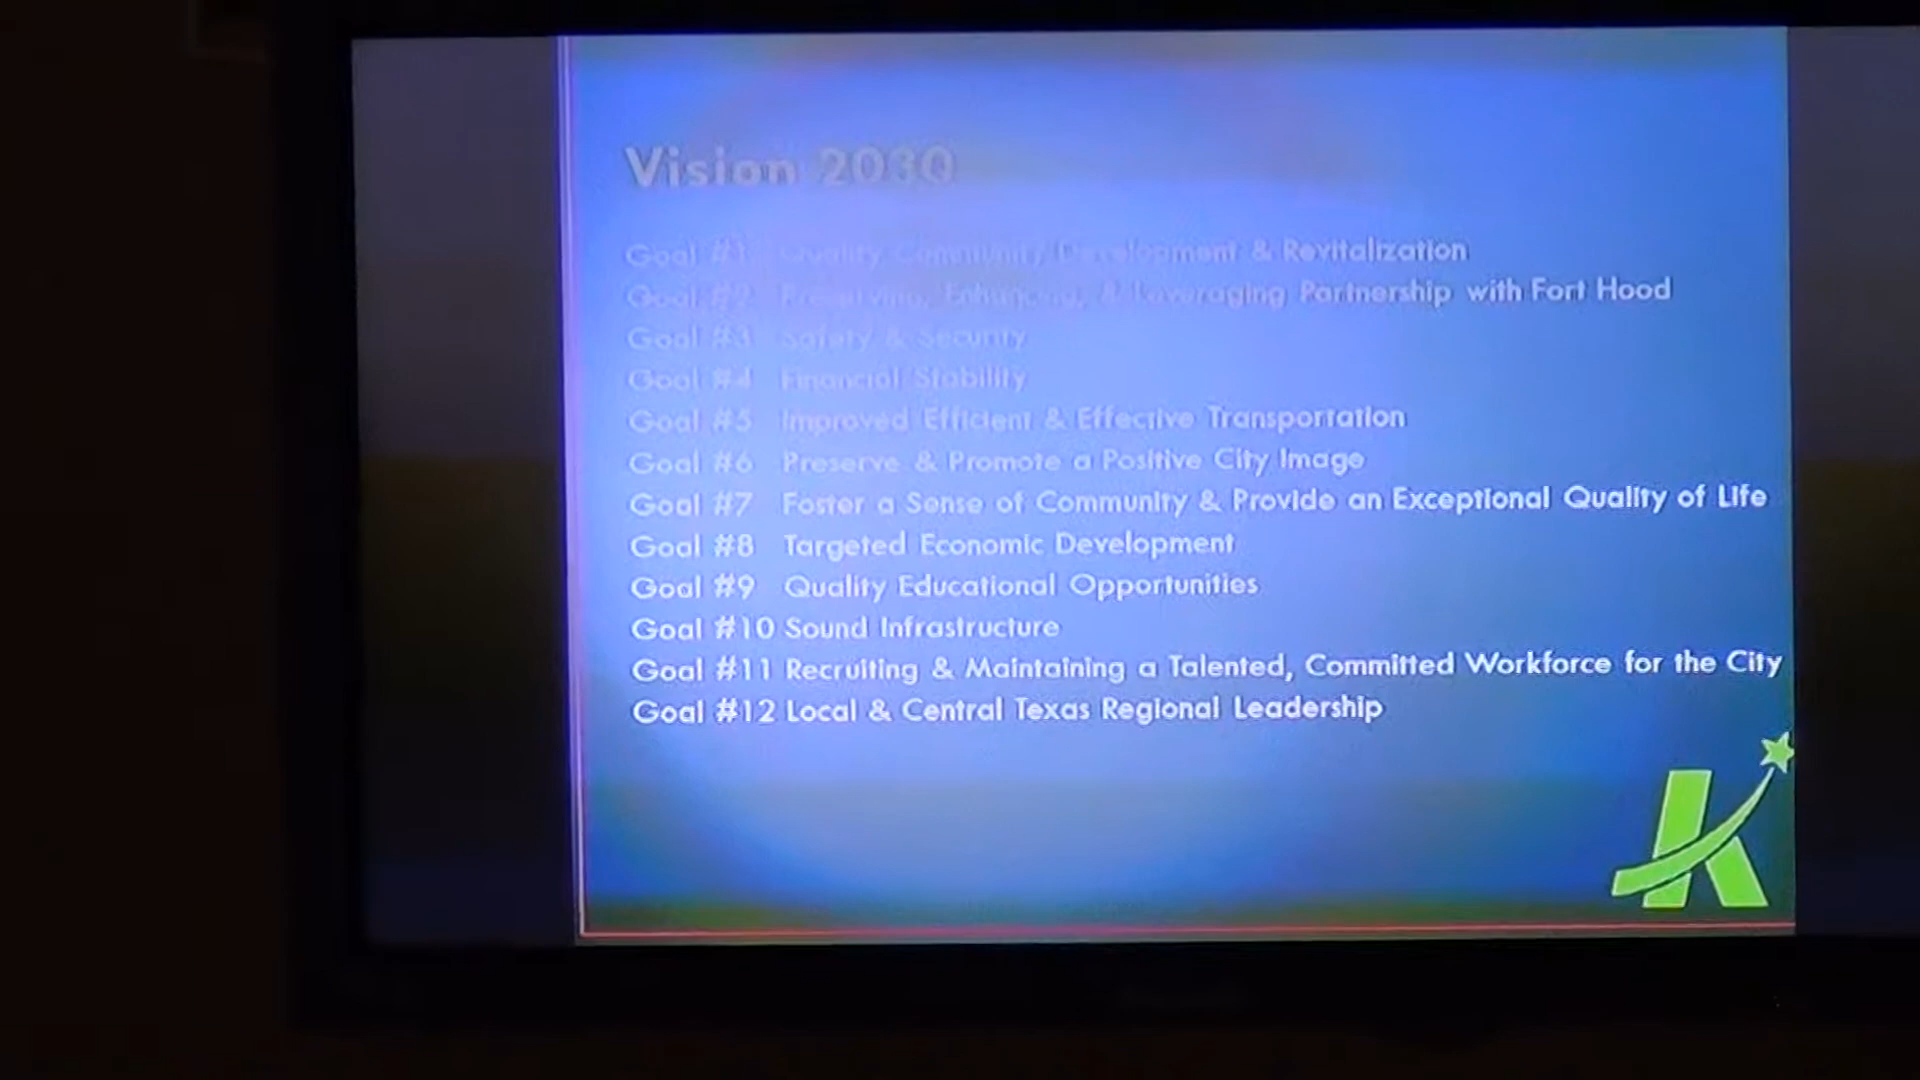 Vision 2030
Goal #1 Quality Community Development & Revitalization
Goal #2 Preserving, Enhancing, & Leveraging Partnership with Fort Hood
Goal #3 Safety & Security
Goal #4 Financial Stability
Goal #5 Improved Efficient & Effective Transportation
Goal #6 Preserve & Promote a Positive City Image
Goal #7 Foster a Sense of Community & Provide an Exceptional Quality of Life
Goal #8 Targeted Economic Development
Goal #9 Quality Educational Opportunities
Goal #10 Sound Infrastructure
Goal #11 Recruiting & Maintaining a Talented, Committed Workforce for the City
Goal #12 Local & Central Texas Regional Leadership
K